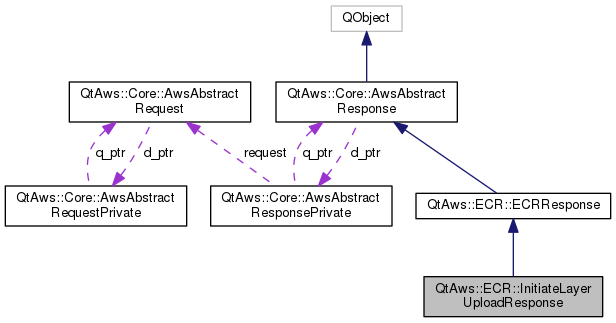 QObject
QtAws::Core::AwsAbstract
Request
QtAws::Core::AwsAbstract
Response
q_ptr
d_ptr
request
q_ptr
d_ptr
QtAws::Core::AwsAbstract
RequestPrivate
QtAws::Core::AwsAbstract
ResponsePrivate
QtAws::ECR::ECRResponse
QtAws::ECR::InitiateLayer
UploadResponse